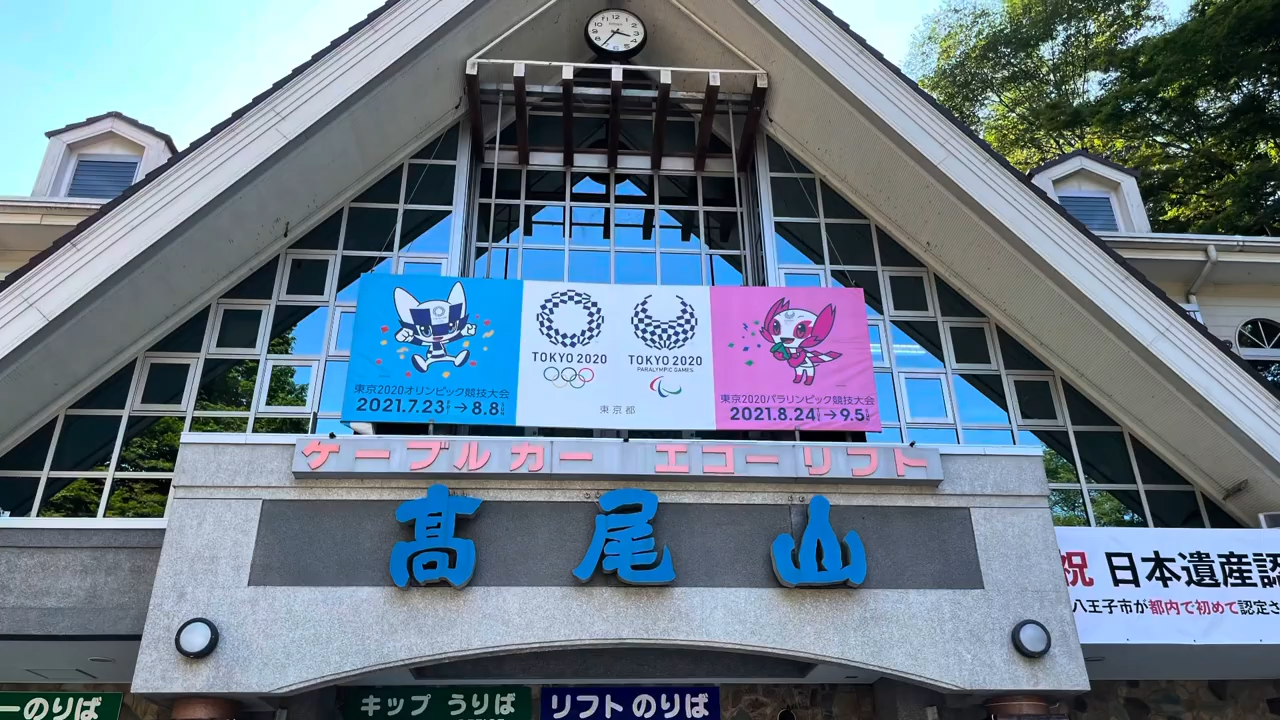 TOKYO 2020
TOKYO 2020
PARALYMPIC GAMES
東京都
東京2020オリンピック競技大会
2021.7.23 FRI → 8.8 SUN
東京2020パラリンピック競技大会
2021.8.24 TUE → 9.5 SUN
ケーブルカー エコーリフト
髙尾山
祝 日本遺産認
八王子市が都内で初めて認定さ
ーのりば
キップ うりば
リフト のりば